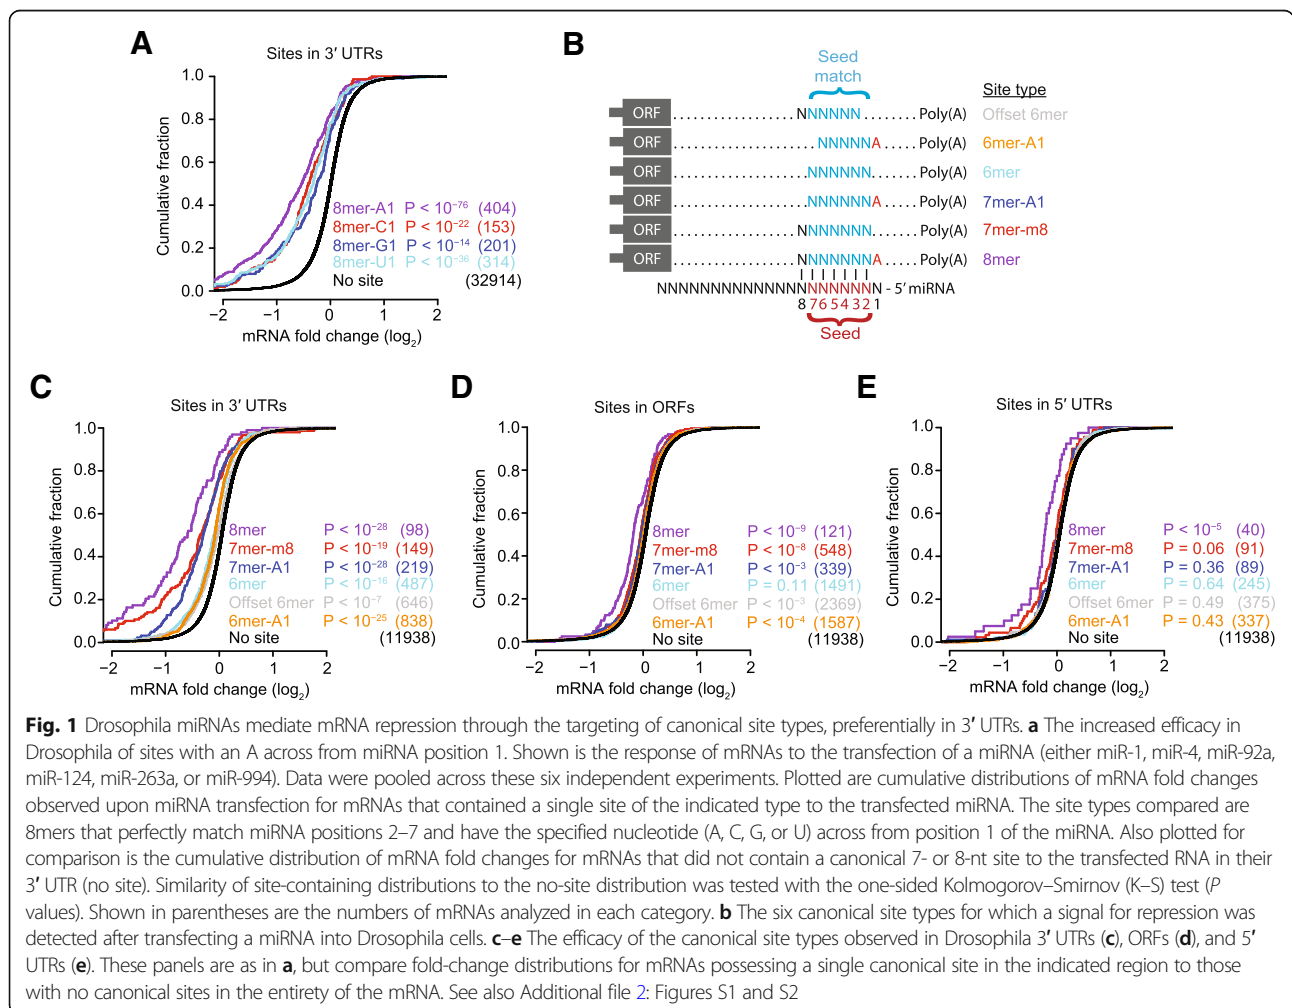 A
Sites in 3′ UTRs
Cumulative fraction
1.0
0.8
0.6
0.4
0.2
0.0
8mer-A1 P < 10⁻⁷⁶ (404)
8mer-C1 P < 10⁻²² (153)
8mer-G1 P < 10⁻¹⁴ (201)
8mer-U1 P < 10⁻³⁶ (314)
No site (32914)
−2 −1 0 1 2
mRNA fold change (log₂)
B
Seed
match
Site type
ORF ................NNNNNN ........Poly(A) Offset 6mer
ORF ...................NNNNNA.....Poly(A) 6mer-A1
ORF ..................NNNNNN.......Poly(A) 6mer
ORF ..................NNNNNNA.....Poly(A) 7mer-A1
ORF ................NNNNNNN.......Poly(A) 7mer-m8
ORF ................NNNNNNNA.....Poly(A) 8mer
NNNNNNNNNNNNNNNNNNNNNN - 5′ miRNA
8 7 6 5 4 3 2 1
Seed
C
Sites in 3′ UTRs
Cumulative fraction
1.0
0.8
0.6
0.4
0.2
0.0
8mer P < 10⁻²⁸ (98)
7mer-m8 P < 10⁻¹⁹ (149)
7mer-A1 P < 10⁻²⁸ (219)
6mer P < 10⁻¹⁶ (487)
Offset 6mer P < 10⁻⁷ (646)
6mer-A1 P < 10⁻²⁵ (838)
No site (11938)
−2 −1 0 1 2
mRNA fold change (log₂)
D
Sites in ORFs
Cumulative fraction
1.0
0.8
0.6
0.4
0.2
0.0
8mer P < 10⁻⁹ (121)
7mer-m8 P < 10⁻⁸ (548)
7mer-A1 P < 10⁻³ (339)
6mer P = 0.11 (1491)
Offset 6mer P < 10⁻³ (2369)
6mer-A1 P < 10⁻⁴ (1587)
No site (11938)
−2 −1 0 1 2
mRNA fold change (log₂)
E
Sites in 5′ UTRs
Cumulative fraction
1.0
0.8
0.6
0.4
0.2
0.0
8mer P < 10⁻⁵ (40)
7mer-m8 P = 0.06 (91)
7mer-A1 P = 0.36 (89)
6mer P = 0.64 (245)
Offset 6mer P = 0.49 (375)
6mer-A1 P = 0.43 (337)
No site (11938)
−2 −1 0 1 2
mRNA fold change (log₂)
Fig. 1 Drosophila miRNAs mediate mRNA repression through the targeting of canonical site types, preferentially in 3′ UTRs. a The increased efficacy in
Drosophila of sites with an A across from miRNA position 1. Shown is the response of mRNAs to the transfection of a miRNA (either miR-1, miR-4, miR-92a,
miR-124, miR-263a, or miR-994). Data were pooled across these six independent experiments. Plotted are cumulative distributions of mRNA fold changes
observed upon miRNA transfection for mRNAs that contained a single site of the indicated type to the transfected miRNA. The site types compared are
8mers that perfectly match miRNA positions 2–7 and have the specified nucleotide (A, C, G, or U) across from position 1 of the miRNA. Also plotted for
comparison is the cumulative distribution of mRNA fold changes for mRNAs that did not contain a canonical 7- or 8-nt site to the transfected RNA in their
3′ UTR (no site). Similarity of site-containing distributions to the no-site distribution was tested with the one-sided Kolmogorov–Smirnov (K–S) test (P
values). Shown in parentheses are the numbers of mRNAs analyzed in each category. b The six canonical site types for which a signal for repression was
detected after transfecting a miRNA into Drosophila cells. c–e The efficacy of the canonical site types observed in Drosophila 3′ UTRs (c), ORFs (d), and 5′
UTRs (e). These panels are as in a, but compare fold-change distributions for mRNAs possessing a single canonical site in the indicated region to those
with no canonical sites in the entirety of the mRNA. See also Additional file 2: Figures S1 and S2